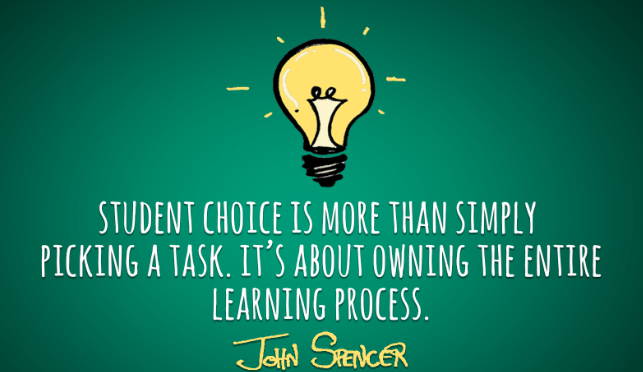 STUDENT CHOICE IS MORE THAN SIMPLY
PICKING A TASK. IT'S ABOUT OWNING THE ENTIRE
LEARNING PROCESS.
JOHN SPENCER